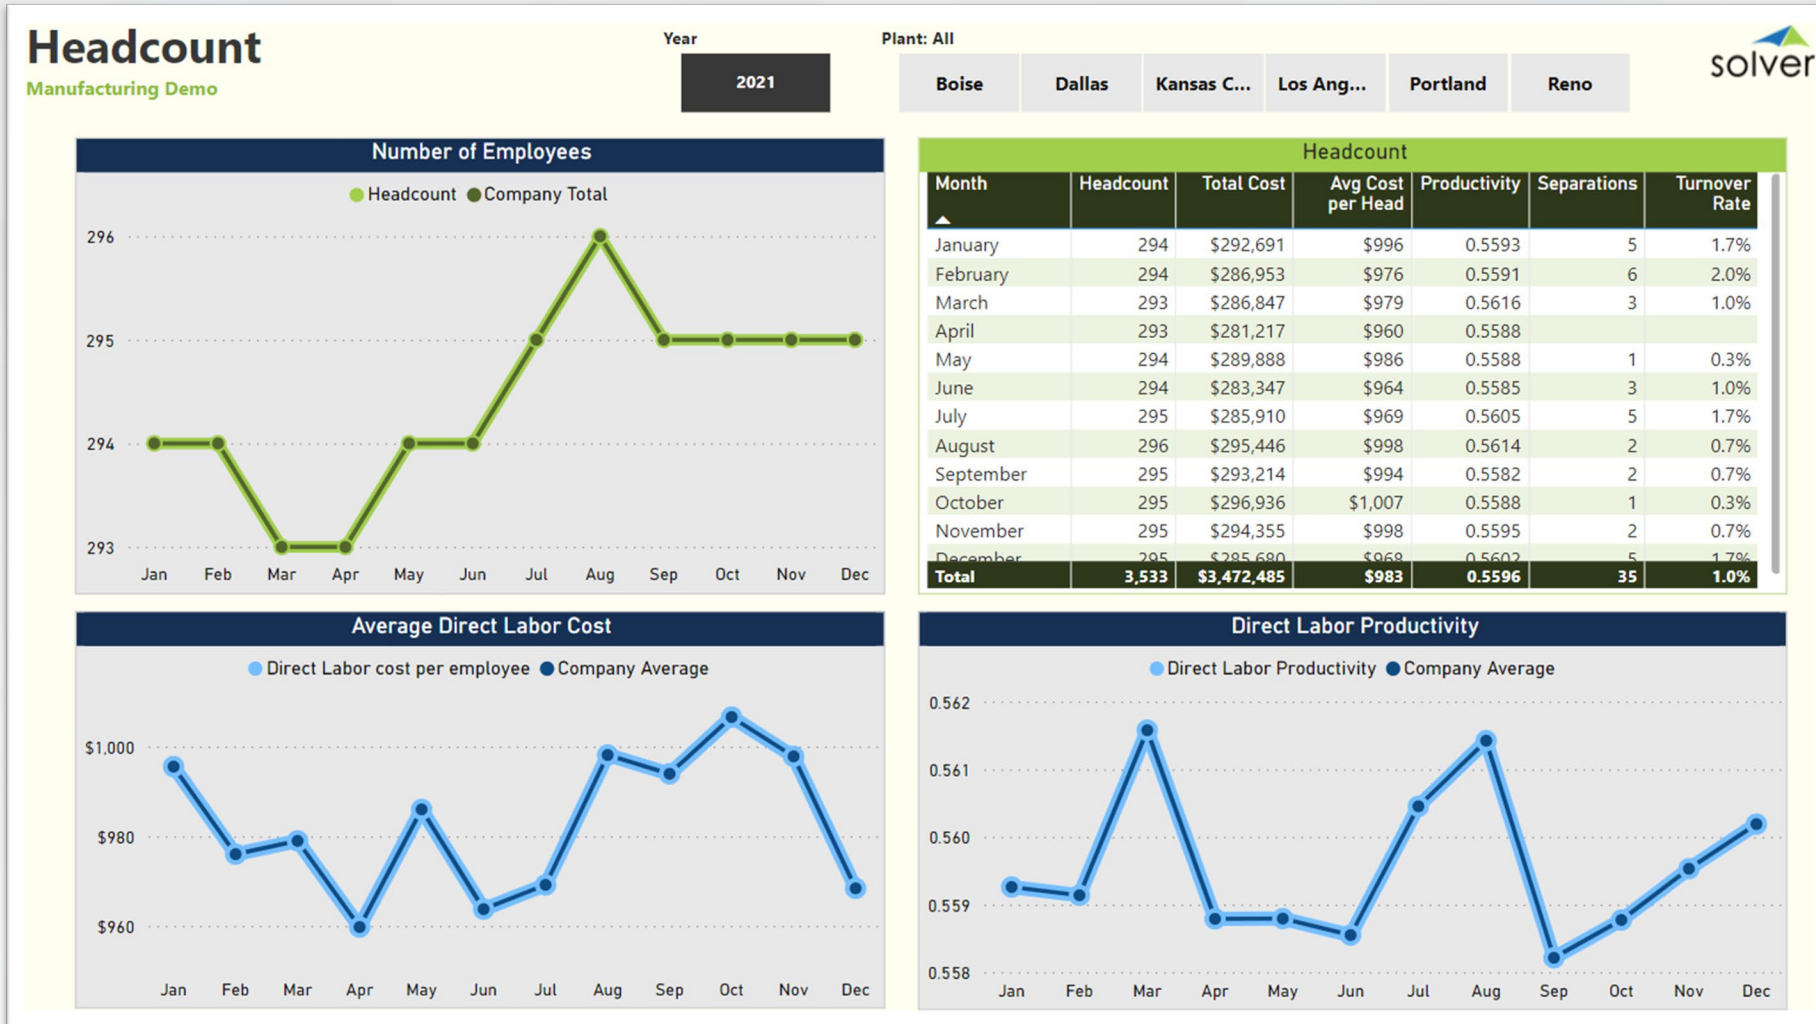 Headcount
Manufacturing Demo
Year
2021
Plant: All
Boise Dallas Kansas C... Los Ang... Portland Reno
solver
Number of Employees
Headcount Company Total
296
295
294
293
Jan Feb Mar Apr May Jun Jul Aug Sep Oct Nov Dec
Headcount
Month Headcount Total Cost Avg Cost per Head Productivity Separations Turnover Rate
January 294 $292,691 $996 0.5593 5 1.7%
February 294 $286,953 $976 0.5591 6 2.0%
March 293 $286,847 $979 0.5616 3 1.0%
April 293 $281,217 $960 0.5588
May 294 $289,888 $986 0.5588 1 0.3%
June 294 $283,347 $964 0.5585 3 1.0%
July 295 $285,910 $969 0.5605 5 1.7%
August 296 $295,446 $998 0.5614 2 0.7%
September 295 $293,214 $994 0.5582 2 0.7%
October 295 $296,936 $1,007 0.5588 1 0.3%
November 295 $294,355 $998 0.5595 2 0.7%
December 295 $285,680 $968 0.5602 5 1.7%
Total 3,533 $3,472,485 $983 0.5596 35 1.0%
Average Direct Labor Cost
Direct Labor cost per employee Company Average
$1,000
$980
$960
Jan Feb Mar Apr May Jun Jul Aug Sep Oct Nov Dec
Direct Labor Productivity
Direct Labor Productivity Company Average
0.562
0.561
0.560
0.559
0.558
Jan Feb Mar Apr May Jun Jul Aug Sep Oct Nov Dec